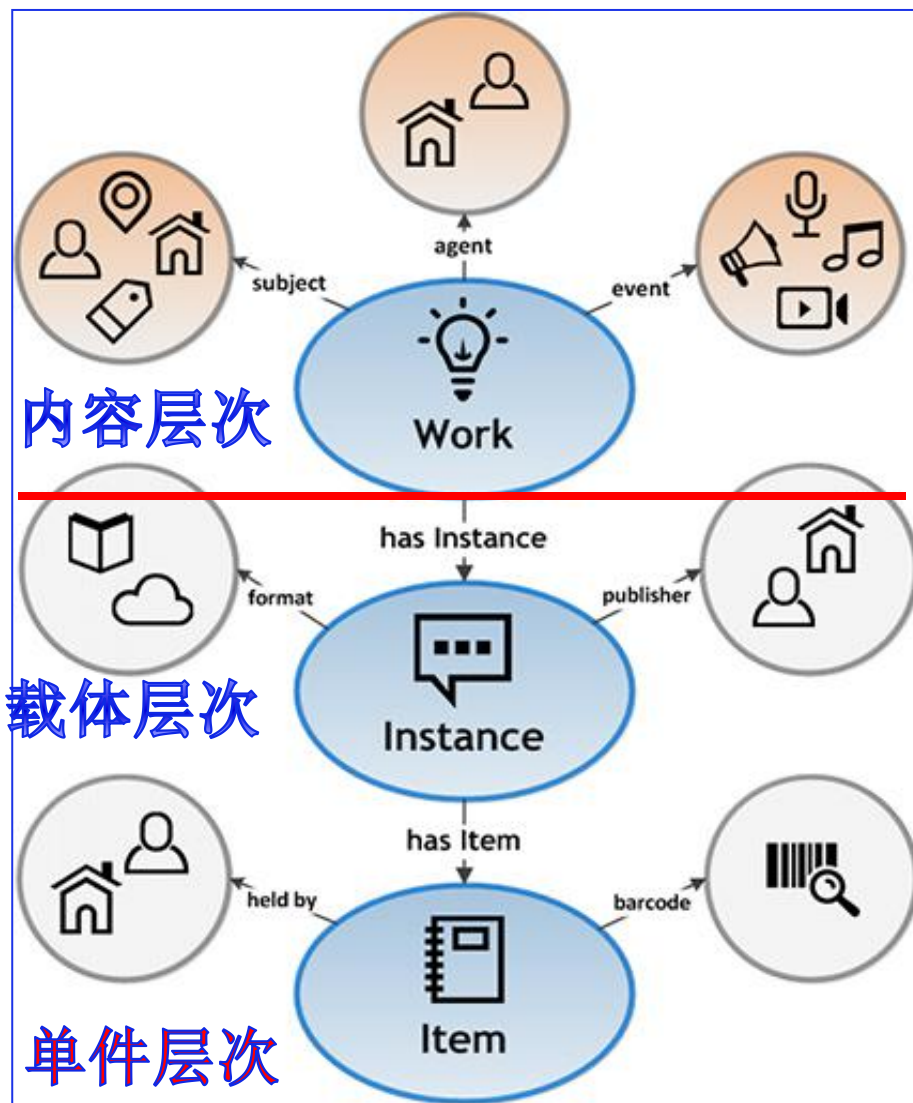 agent
subject
event
Work
内容层次
has Instance
format
publisher
载体层次
Instance
has Item
held by
barcode
Item
单件层次